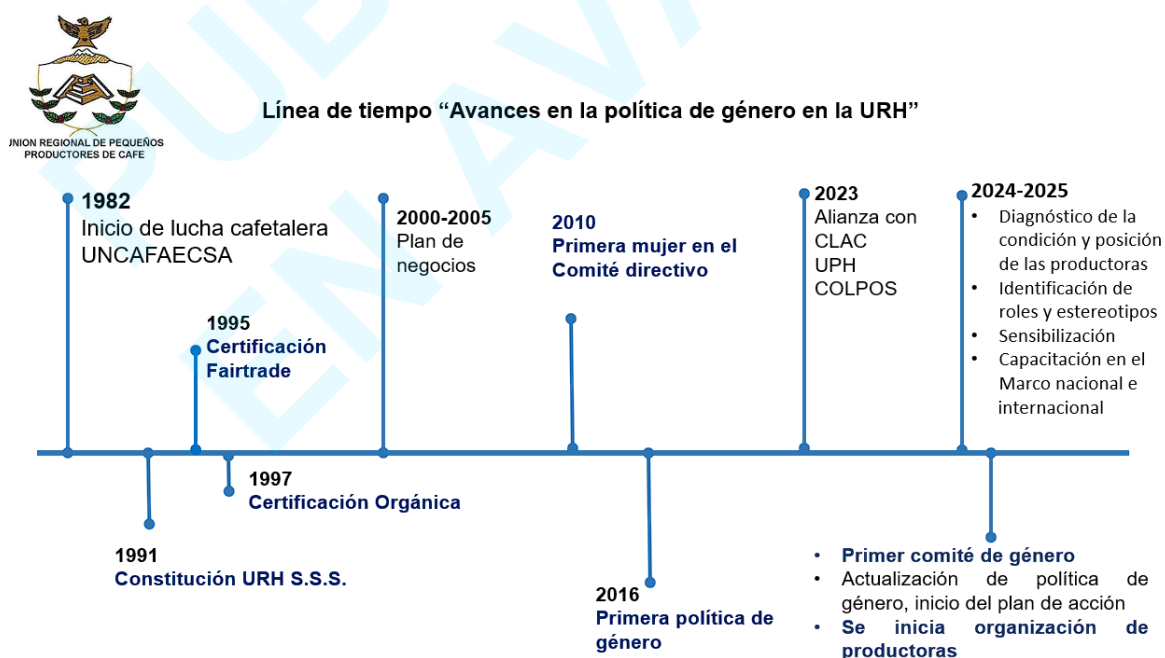 UNION REGIONAL DE PEQUEÑOS
PRODUCTORES DE CAFE
Línea de tiempo “Avances en la política de género en la URH”
1982
Inicio de lucha cafetalera
UNCAFAECSA
1995
Certificación
Fairtrade
2000-2005
Plan de
negocios
2010
Primera mujer en el
Comité directivo
2023
Alianza con
CLAC
UPH
COLPOS
2024-2025
• Diagnóstico de la
condición y posición
de las productoras
• Identificación de
roles y estereotipos
• Sensibilización
• Capacitación en el
Marco nacional e
internacional
1991
Constitución URH S.S.S.
1997
Certificación Orgánica
2016
Primera política de
género
• Primer comité de género
• Actualización de política de
género, inicio del plan de acción
• Se inicia organización de
productoras